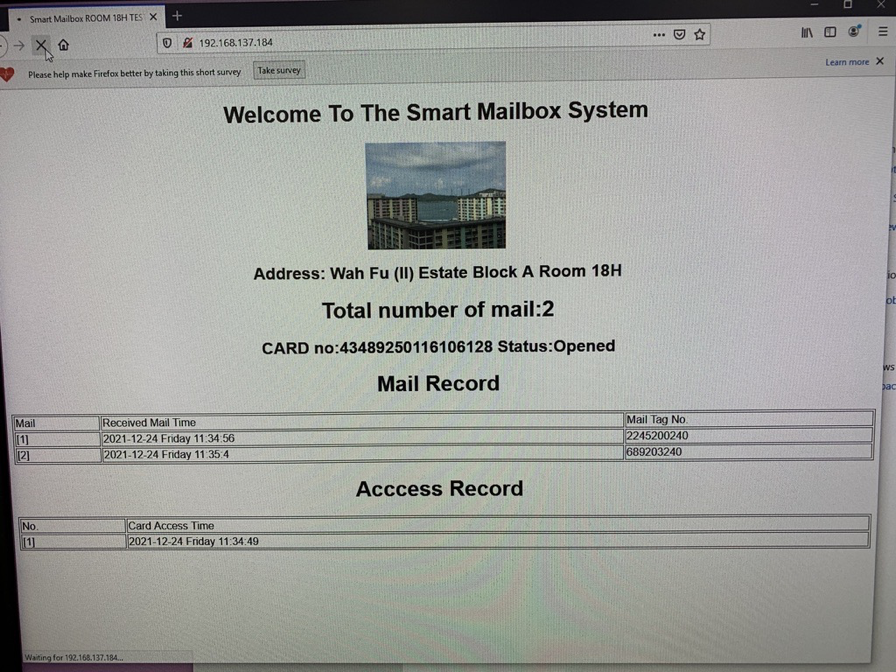 Smart Mailbox ROOM 18H TES
192.168.137.184
Please help make Firefox better by taking this short survey
Take survey
Learn more
Welcome To The Smart Mailbox System
Address: Wah Fu (II) Estate Block A Room 18H
Total number of mail:2
CARD no:43489250116106128 Status:Opened
Mail Record
Mail Received Mail Time Mail Tag No.
[1] 2021-12-24 Friday 11:34:56 2245200240
[2] 2021-12-24 Friday 11:35:4 689203240
Acccess Record
No. Card Access Time
[1] 2021-12-24 Friday 11:34:49
Waiting for 192.168.137.184...